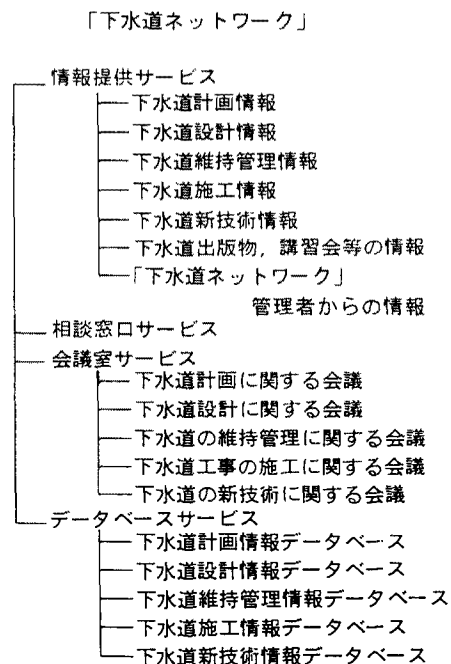 「下水道ネットワーク」
情報提供サービス
下水道計画情報
下水道設計情報
下水道維持管理情報
下水道施工情報
下水道新技術情報
下水道出版物，講習会等の情報
「下水道ネットワーク」
管理者からの情報
相談窓口サービス
会議室サービス
下水道計画に関する会議
下水道設計に関する会議
下水道の維持管理に関する会議
下水道工事の施工に関する会議
下水道の新技術に関する会議
データベースサービス
下水道計画情報データベース
下水道設計情報データベース
下水道維持管理情報データベース
下水道施工情報データベース
下水道新技術情報データベース